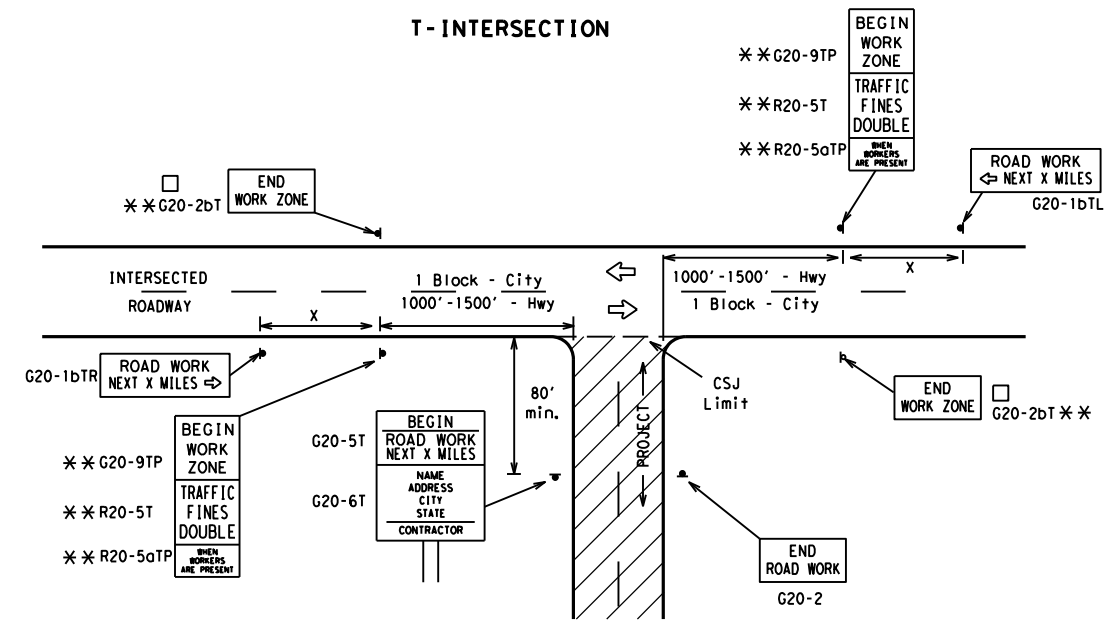 T-INTERSECTION
BEGIN
WORK
ZONE
**G20-9TP
TRAFFIC
FINES
DOUBLE
**R20-5T
WHEN
WORKERS
ARE PRESENT
**R20-5aTP
ROAD WORK
⇦ NEXT X MILES
G20-1bTL
END
WORK ZONE
□
**G20-2bT
INTERSECTED
ROADWAY
1 Block - City
1000'-1500' - Hwy
1000'-1500' - Hwy
1 Block - City
X
X
G20-1bTR
ROAD WORK
NEXT X MILES ⇨
80'
min.
CSJ
Limit
PROJECT
END
WORK ZONE
□
G20-2bT **
BEGIN
WORK
ZONE
**G20-9TP
TRAFFIC
FINES
DOUBLE
**R20-5T
WHEN
WORKERS
ARE PRESENT
**R20-5aTP
BEGIN
ROAD WORK
NEXT X MILES
G20-5T
NAME
ADDRESS
CITY
STATE
CONTRACTOR
G20-6T
END
ROAD WORK
G20-2